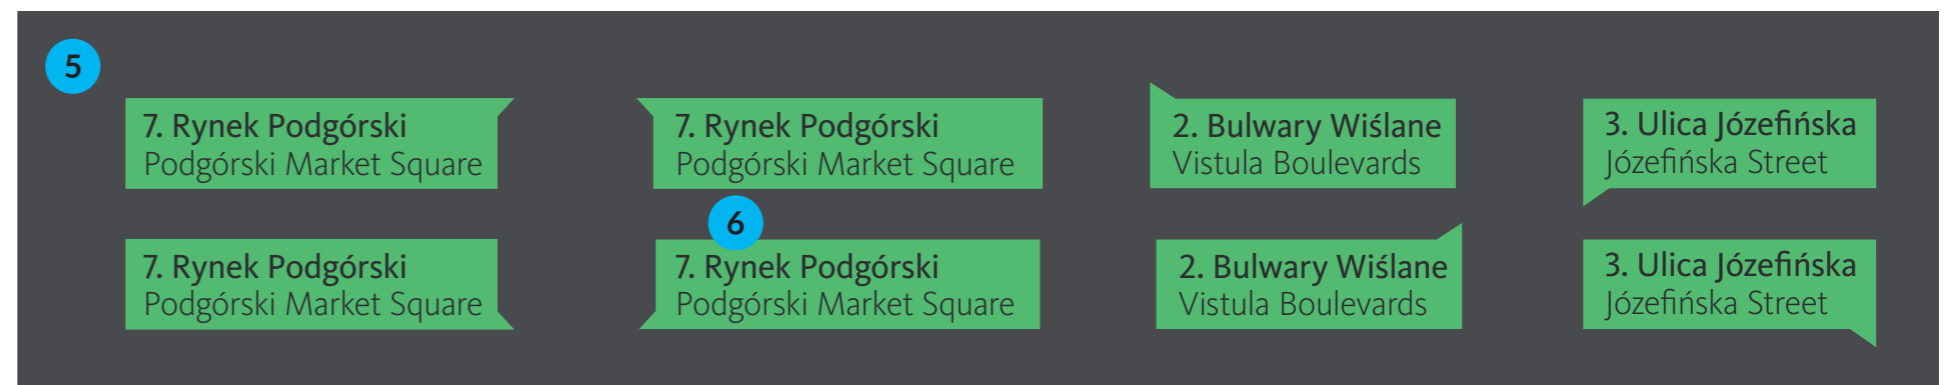 5
7. Rynek Podgórski
Podgórski Market Square
7. Rynek Podgórski
Podgórski Market Square
2. Bulwary Wiślane
Vistula Boulevards
3. Ulica Józefińska
Józefińska Street
6
7. Rynek Podgórski
Podgórski Market Square
7. Rynek Podgórski
Podgórski Market Square
2. Bulwary Wiślane
Vistula Boulevards
3. Ulica Józefińska
Józefińska Street